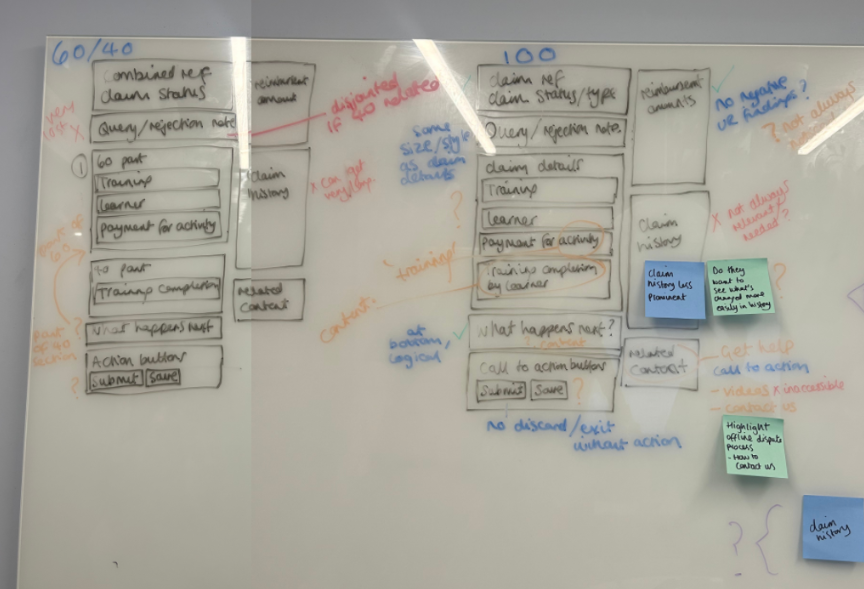 60/40
Combined ref
claim status
reimbursement
amount
very
lost x
Query/rejection note
disjointed
if 40 related
1
60 part
Training
learner
Payment for activity
claim
history
x can get
very long.
part of
60
40 part
Training completion
related
content
What happens next
?
part
of 40
section
Action buttons
Submit
Save
?
100
claim ref
claim status/type
reimbursement
amounts
no negative
UR findings?
? not always
Query/rejection note.
some
size/style
as claim
details
claim details
Training
learner
Payment for activity
Training completion
by learner
?
'training'
content.
claim
history
x not always
relevant
needed?
claim
history less
prominent
Do they
want to
see what's
changed more
easily in history
?
at
bottom,
logical
What happens next?
? content
related
content
Get help
call to action
- videos x inaccessible
- contact us
Call to action button
Submit
Save
?
no discard/exit
without action
Highlight
offline dispute
process
- How to
contact us
? {
claim
history